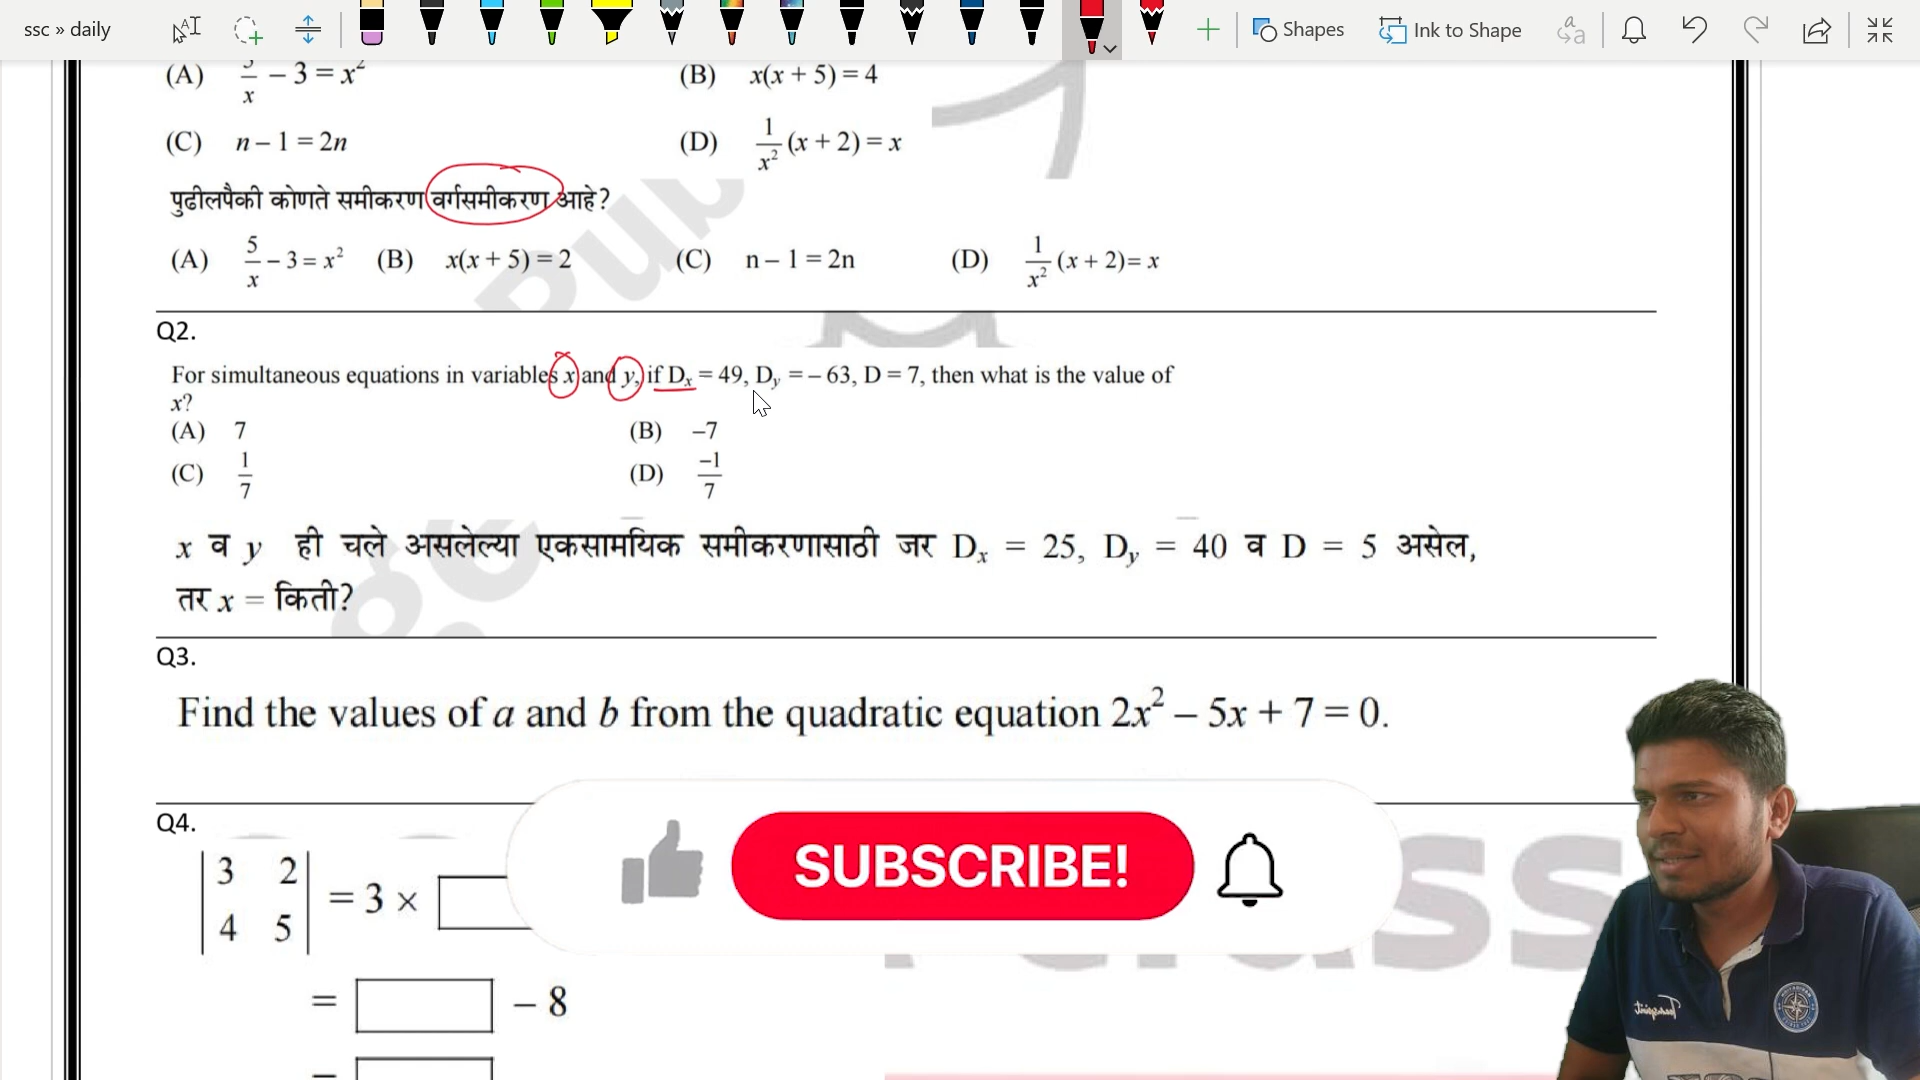 ssc » daily
Shapes
Ink to Shape
(A) 5/x – 3 = x² (B) x(x + 5) = 4
(C) n – 1 = 2n (D) 1/x² (x + 2) = x
पुढीलपैकी कोणते समीकरण वर्गसमीकरण आहे?
(A) 5/x – 3 = x² (B) x(x + 5) = 2 (C) n – 1 = 2n (D) 1/x² (x + 2)= x
Q2.
For simultaneous equations in variables x and y, if Dₓ = 49, Dᵧ = – 63, D = 7, then what is the value of
x?
(A) 7 (B) –7
(C) 1/7 (D) –1/7
x व y ही चले असलेल्या एकसामयिक समीकरणासाठी जर Dₓ = 25, Dᵧ = 40 व D = 5 असेल,
तर x = किती?
Q3.
Find the values of a and b from the quadratic equation 2x² – 5x + 7 = 0.
Q4.
| 3 2 |
| 4 5 | = 3 ×
SUBSCRIBE!
= – 8
=